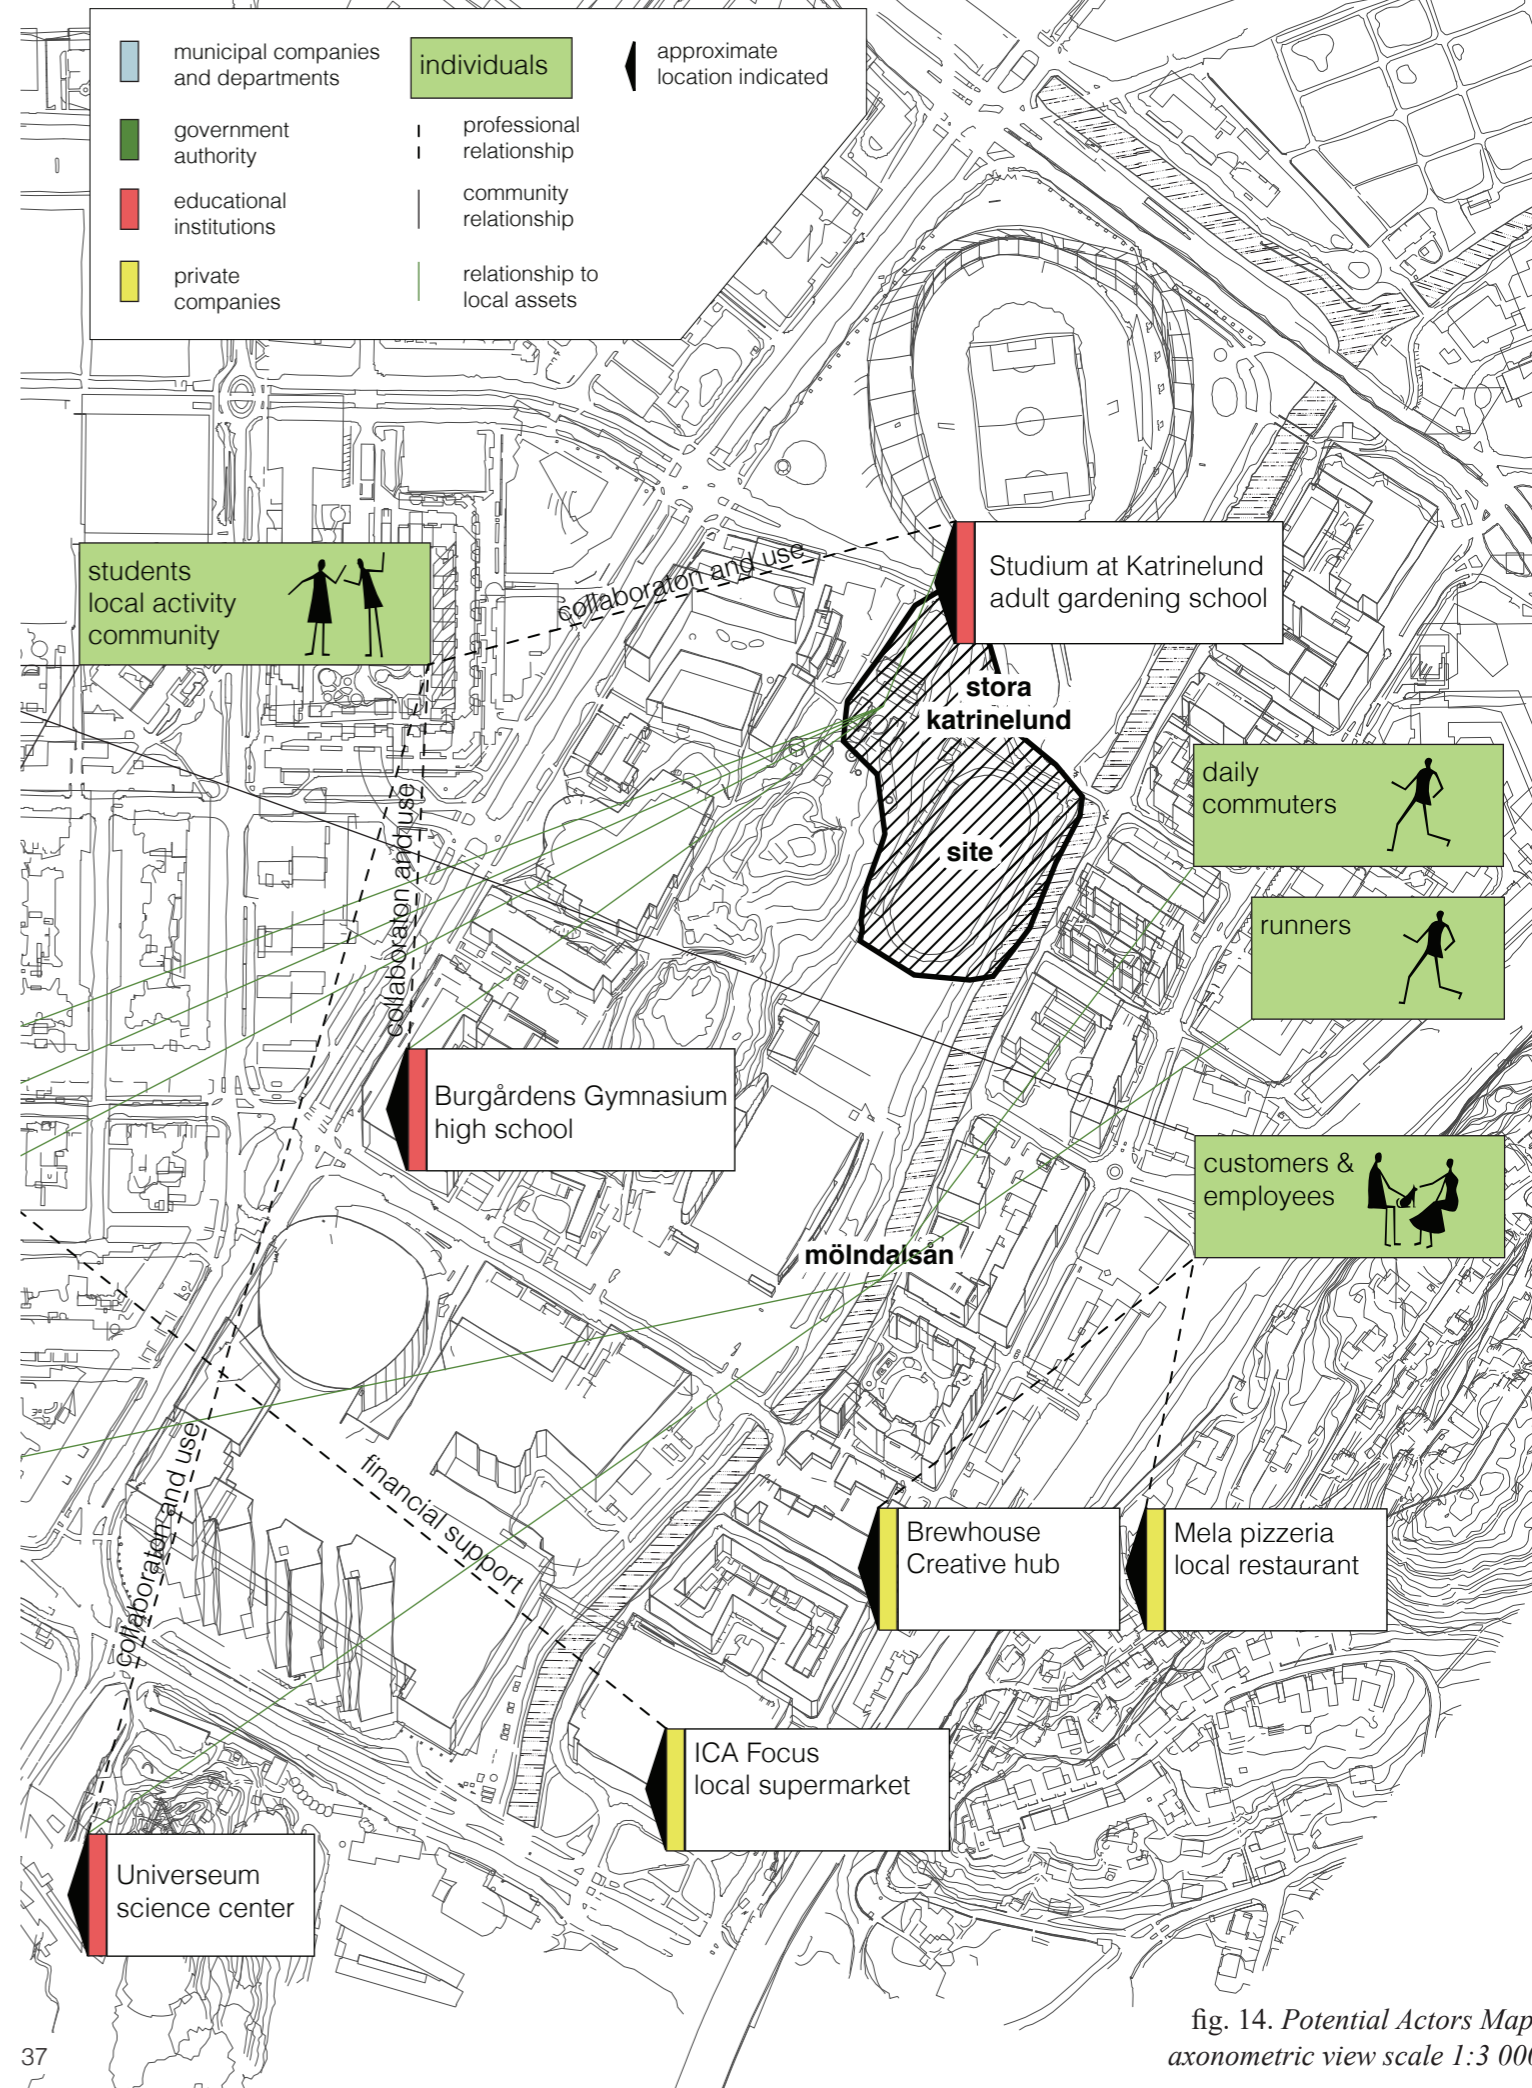 municipal companies
and departments
government
authority
educational
institutions
private
companies
individuals
professional
relationship
community
relationship
relationship to
local assets
approximate
location indicated
students
local activity
community
collaboraton and use
Studium at Katrinelund
adult gardening school
stora
katrinelund
site
daily
commuters
runners
collaboraton and use
Burgårdens Gymnasium
high school
customers &
employees
mölndalsån
collaboraton and use
financial support
Brewhouse
Creative hub
Mela pizzeria
local restaurant
ICA Focus
local supermarket
Universeum
science center
fig. 14. Potential Actors Map
axonometric view scale 1:3 000
37